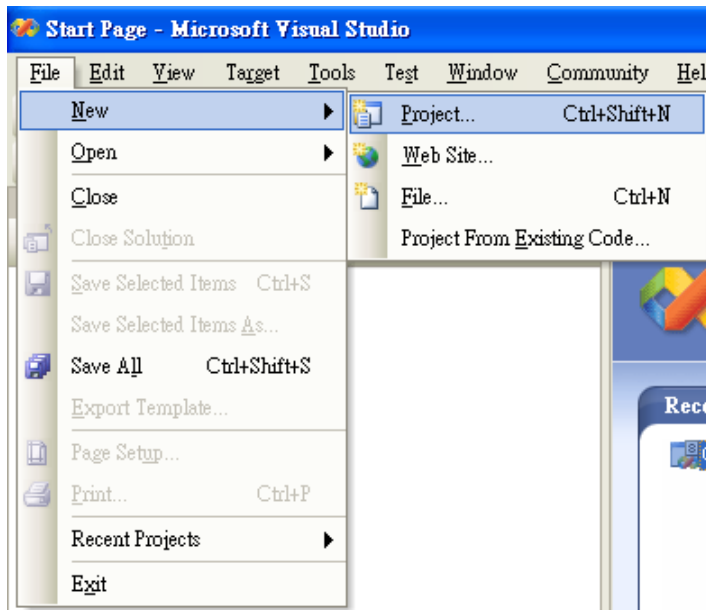 Start Page - Microsoft Visual Studio
File Edit View Target Tools Test Window Community
New
Project... Ctrl+Shift+N
Open
Web Site...
Close
File... Ctrl+N
Close Solution
Project From Existing Code...
Save Selected Items Ctrl+S
Save Selected Items As...
Save All Ctrl+Shift+S
Export Template...
Page Setup...
Print... Ctrl+P
Recent Projects
Exit